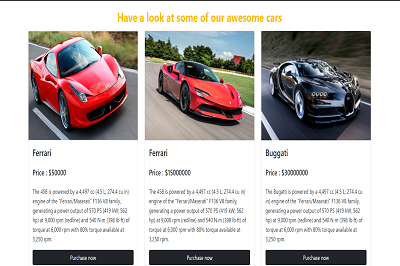 Have a look at some of our awesome cars
Ferrari
Price : $50000
The 458 is powered by a 4,497 cc (4.5 L; 274.4 cu in)
engine of the "Ferrari/Maserati" F136 V8 family,
generating a power output of 570 PS (419 kW; 562
hp) at 9,000 rpm (redline) and 540 N⋅m (398 lb⋅ft) of
torque at 6,000 rpm with 80% torque available at
3,250 rpm.
Purchase now
Ferrari
Price : $15000000
The 458 is powered by a 4,497 cc (4.5 L; 274.4 cu in)
engine of the "Ferrari/Maserati" F136 V8 family,
generating a power output of 570 PS (419 kW; 562
hp) at 9,000 rpm (redline) and 540 N⋅m (398 lb⋅ft) of
torque at 6,000 rpm with 80% torque available at
3,250 rpm.
Purchase now
Buggati
Price : $30000000
The Bugatti is powered by a 4,497 cc (4.5 L; 274.4 cu
in) engine of the "Ferrari/Maserati" F136 V8 family,
generating a power output of 570 PS (419 kW; 562
hp) at 9,000 rpm (redline) and 540 N⋅m (398 lb⋅ft) of
torque at 6,000 rpm with 80% torque available at
3,250 rpm.
Purchase now